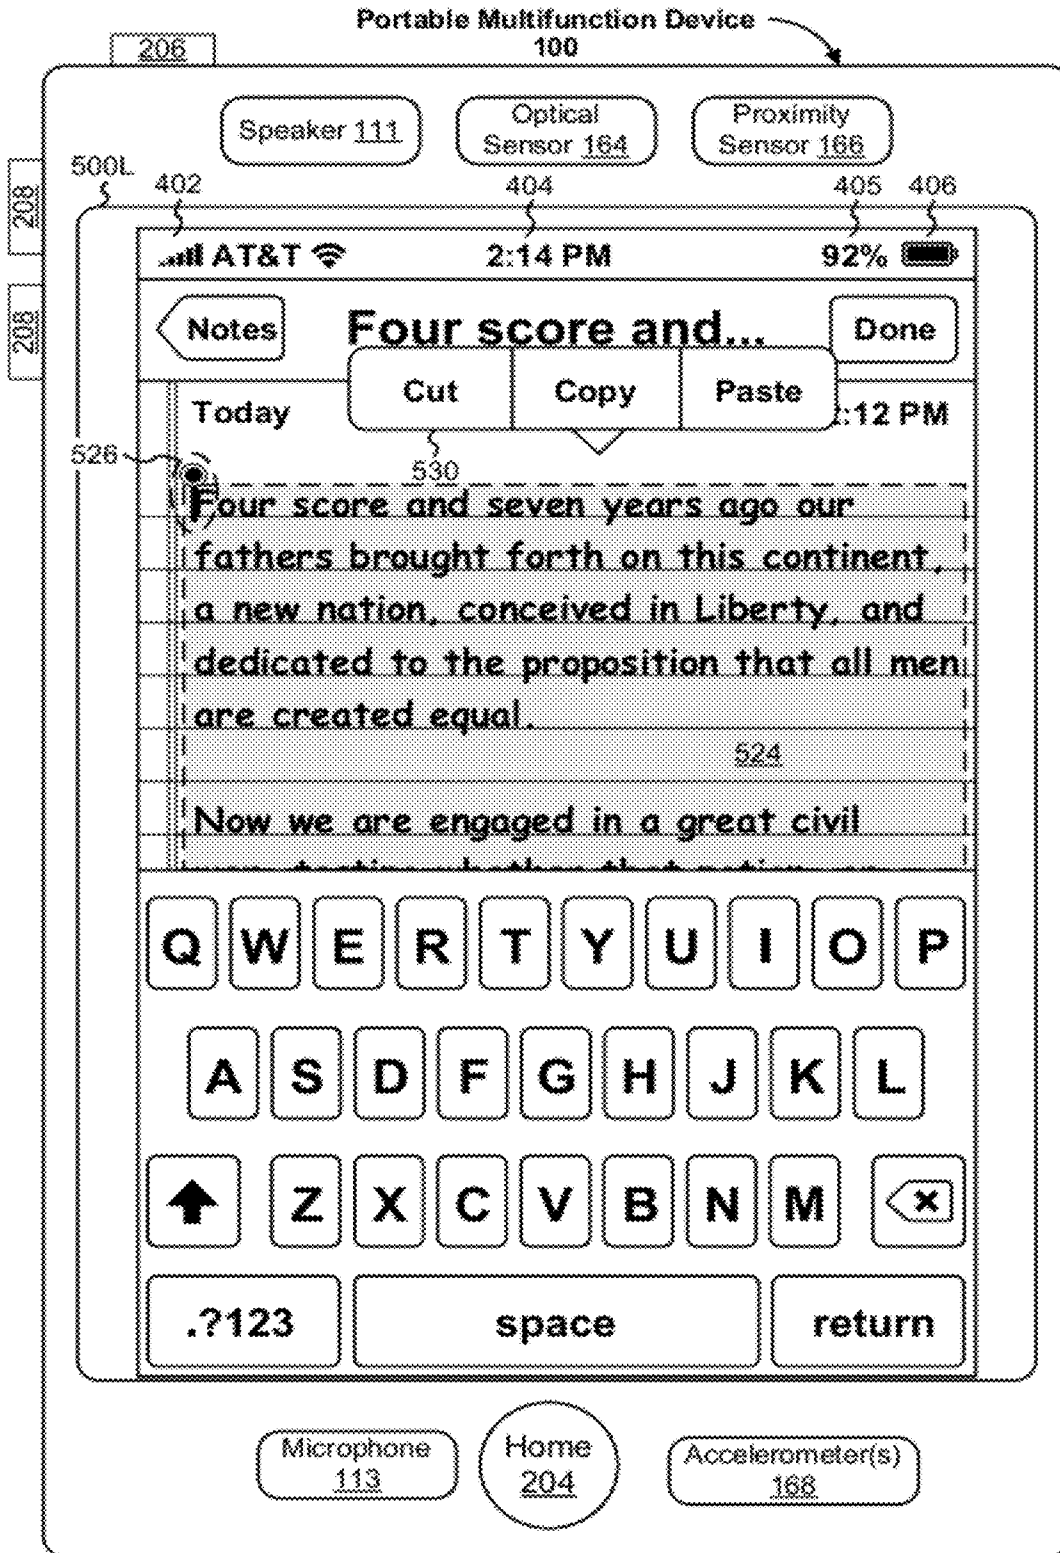 Portable Multifunction Device
100
206
Speaker 111
Optical
Sensor 164
Proximity
Sensor 166
208
208
500L
402
404
405
406
AT&T
2:14 PM
92%
Notes
Four score and...
Done
Cut
Copy
Paste
Today
:12 PM
526
530
Four score and seven years ago our
fathers brought forth on this continent,
a new nation, conceived in Liberty, and
dedicated to the proposition that all men
are created equal.
524
Now we are engaged in a great civil
Q W E R T Y U I O P
A S D F G H J K L
Z X C V B N M
.?123
space
return
Microphone
113
Home
204
Accelerometer(s)
168